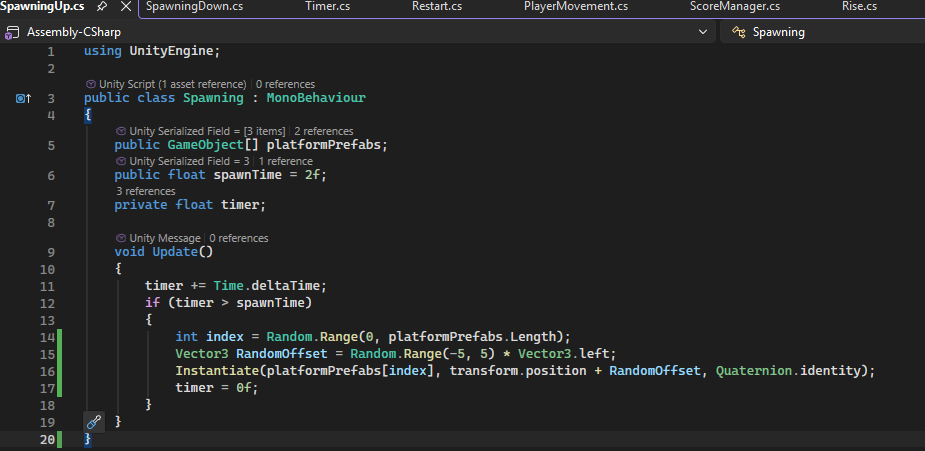 SpawningUp.cs SpawningDown.cs Timer.cs Restart.cs PlayerMovement.cs ScoreManager.cs Rise.cs
Assembly-CSharp Spawning
1 using UnityEngine;
2
Unity Script (1 asset reference) | 0 references
3 public class Spawning : MonoBehaviour
4 {
Unity Serialized Field = [3 items] | 2 references
5 public GameObject[] platformPrefabs;
Unity Serialized Field = 3 | 1 reference
6 public float spawnTime = 2f;
3 references
7 private float timer;
8
Unity Message | 0 references
9 void Update()
10 {
11 timer += Time.deltaTime;
12 if (timer > spawnTime)
13 {
14 int index = Random.Range(0, platformPrefabs.Length);
15 Vector3 RandomOffset = Random.Range(-5, 5) * Vector3.left;
16 Instantiate(platformPrefabs[index], transform.position + RandomOffset, Quaternion.identity);
17 timer = 0f;
18 }
19 }
20 }